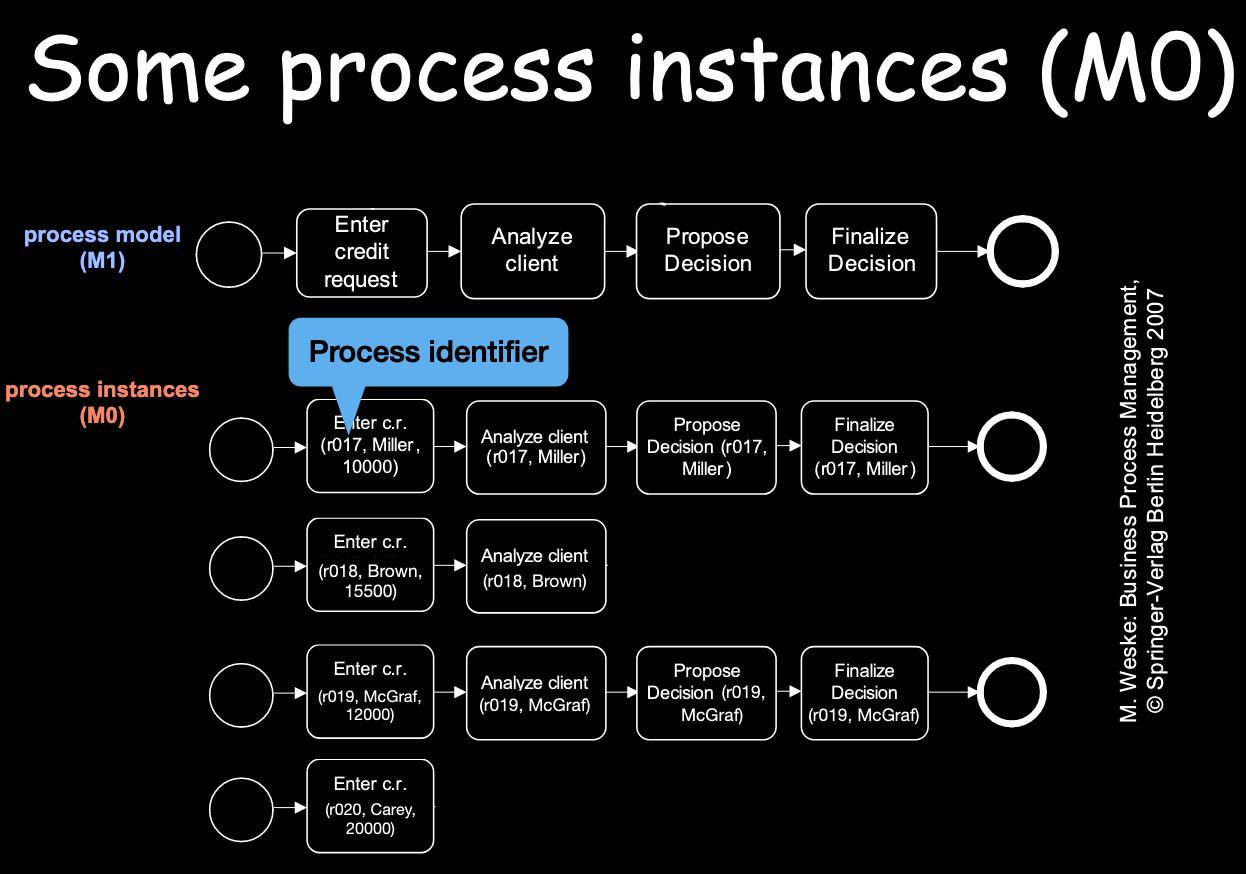 Some process instances (M0)
process model
(M1)
Enter
credit
request
Analyze
client
Propose
Decision
Finalize
Decision
Process identifier
process instances
(M0)
Enter c.r.
(r017, Miller,
10000)
Analyze client
(r017, Miller)
Propose
Decision (r017,
Miller)
Finalize
Decision
(r017, Miller)
Enter c.r.
(r018, Brown,
15500)
Analyze client
(r018, Brown)
Enter c.r.
(r019, McGraf,
12000)
Analyze client
(r019, McGraf)
Propose
Decision (r019,
McGraf)
Finalize
Decision
(r019, McGraf)
Enter c.r.
(r020, Carey,
20000)
M. Weske: Business Process Management,
© Springer-Verlag Berlin Heidelberg 2007